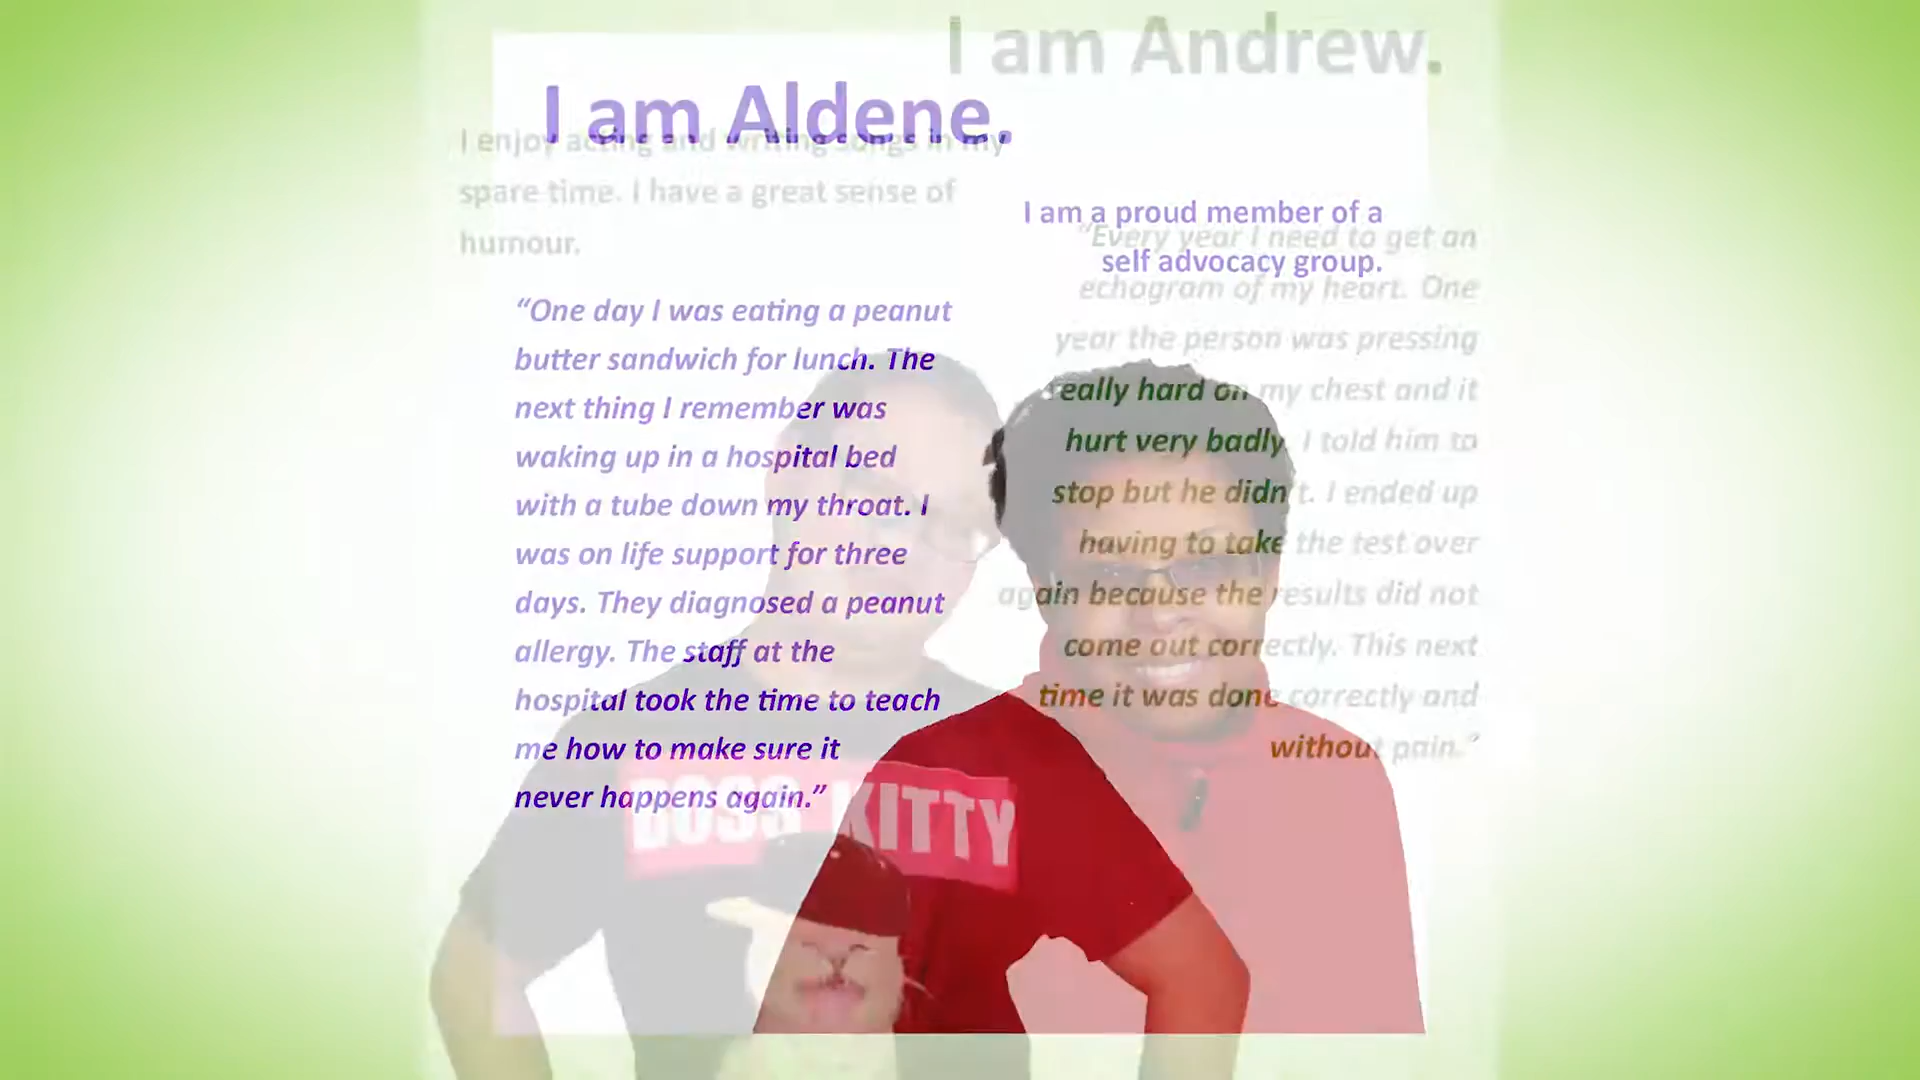 I am Andrew.
I enjoy acting and writing songs in my
spare time. I have a great sense of
humour.
"Every year I need to get an
echogram of my heart. One
year the person was pressing
really hard on my chest and it
hurt very badly. I told him to
stop but he didn't. I ended up
having to take the test over
again because the results did not
come out correctly. This next
time it was done correctly and
without pain."
I am Aldene.
I am a proud member of a
self advocacy group.
“One day I was eating a peanut
butter sandwich for lunch. The
next thing I remember was
waking up in a hospital bed
with a tube down my throat. I
was on life support for three
days. They diagnosed a peanut
allergy. The staff at the
hospital took the time to teach
me how to make sure it
never happens again.”
BOSS KITTY